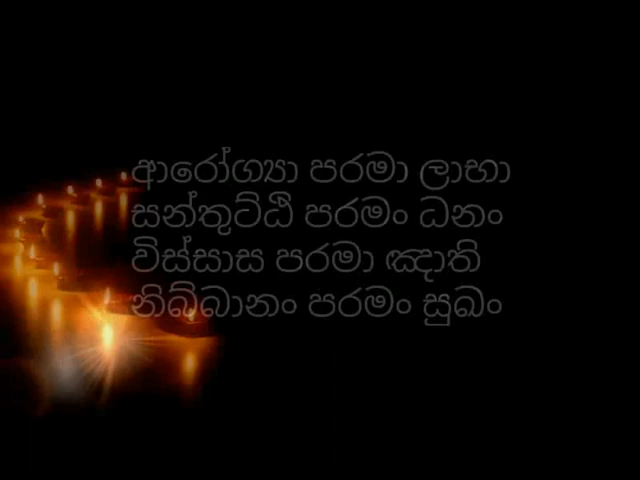 ආරෝග්‍යා පරමා ලාභා
සන්තුට්ඨි පරමං ධනං
විස්සාස පරමා ඤාති
නිබ්බානං පරමං සුඛං